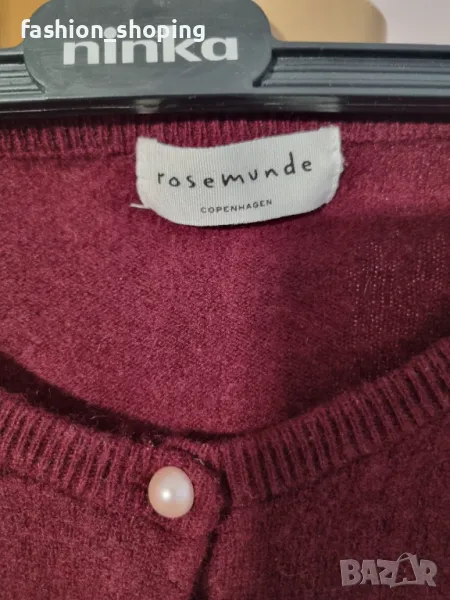 fashion_shoping
ninka
rosemunde
COPENHAGEN
BAZAR